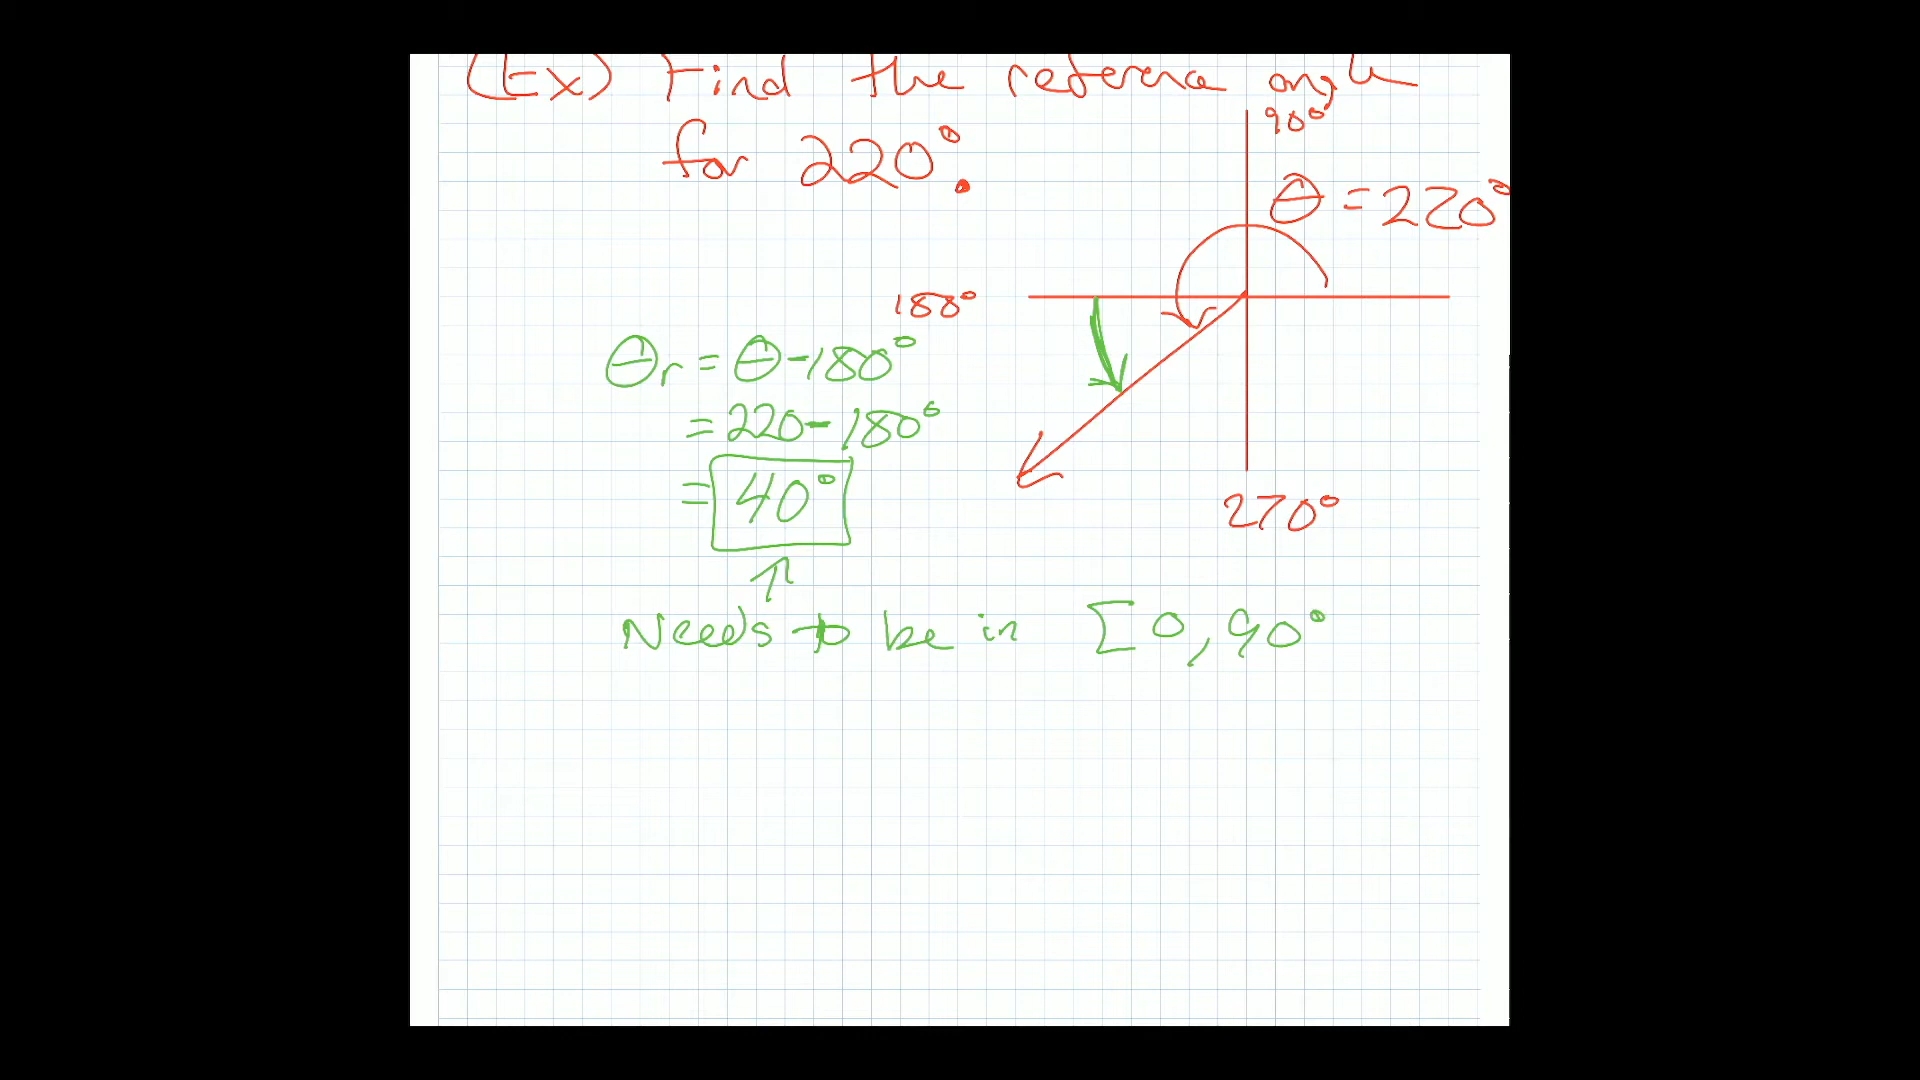 (Ex) Find the reference angle
for 220°.
90°
θ = 220°
180°
θr = θ - 180°
= 220 - 180°
= 40°
270°
Needs to be in [0, 90°